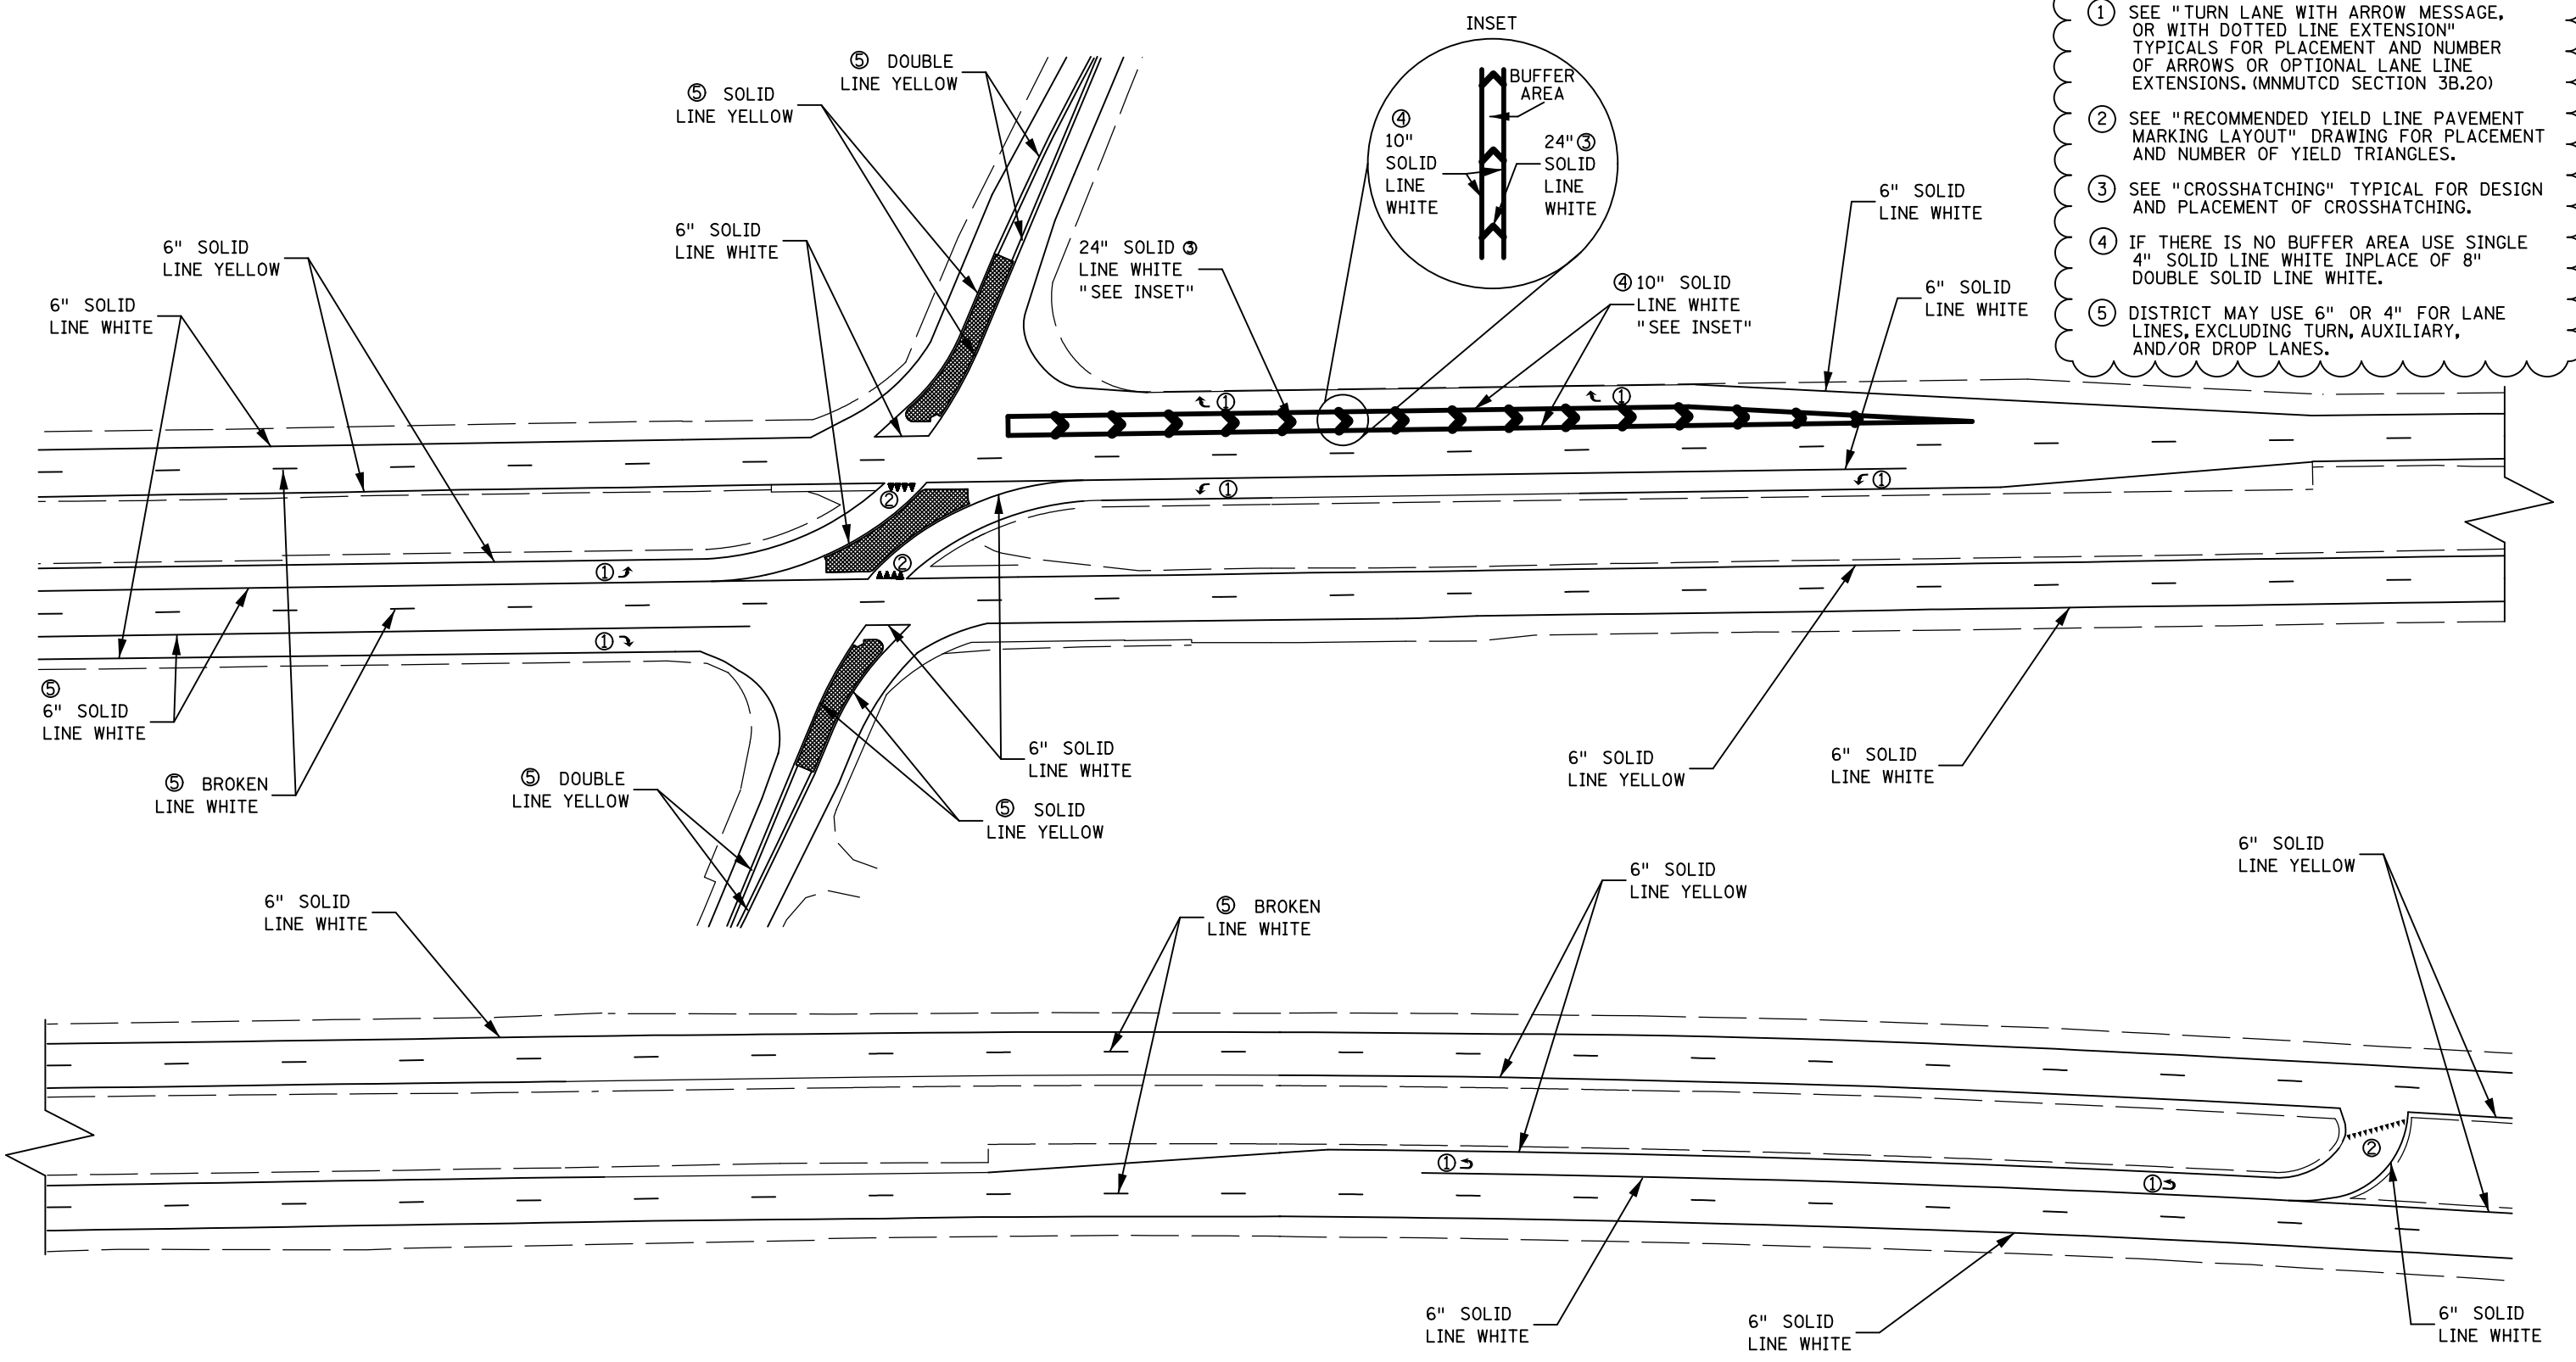 INSET
① SEE "TURN LANE WITH ARROW MESSAGE,
OR WITH DOTTED LINE EXTENSION"
TYPICALS FOR PLACEMENT AND NUMBER
OF ARROWS OR OPTIONAL LANE LINE
EXTENSIONS. (MNMUTCD SECTION 3B.20)
② SEE "RECOMMENDED YIELD LINE PAVEMENT
MARKING LAYOUT" DRAWING FOR PLACEMENT
AND NUMBER OF YIELD TRIANGLES.
③ SEE "CROSSHATCHING" TYPICAL FOR DESIGN
AND PLACEMENT OF CROSSHATCHING.
④ IF THERE IS NO BUFFER AREA USE SINGLE
4" SOLID LINE WHITE INPLACE OF 8"
DOUBLE SOLID LINE WHITE.
⑤ DISTRICT MAY USE 6" OR 4" FOR LANE
LINES, EXCLUDING TURN, AUXILIARY,
AND/OR DROP LANES.
⑤ DOUBLE
LINE YELLOW
⑤ SOLID
LINE YELLOW
BUFFER
AREA
④
10"
SOLID
LINE
WHITE
24" ③
SOLID
LINE
WHITE
6" SOLID
LINE WHITE
6" SOLID
LINE WHITE
6" SOLID
LINE YELLOW
24" SOLID ③
LINE WHITE
"SEE INSET"
④ 10" SOLID
LINE WHITE
"SEE INSET"
6" SOLID
LINE WHITE
6" SOLID
LINE WHITE
①
①
①
①
②
②
①
①
⑤
6" SOLID
LINE WHITE
⑤ BROKEN
LINE WHITE
⑤ DOUBLE
LINE YELLOW
6" SOLID
LINE WHITE
⑤ SOLID
LINE YELLOW
6" SOLID
LINE YELLOW
6" SOLID
LINE WHITE
6" SOLID
LINE WHITE
⑤ BROKEN
LINE WHITE
6" SOLID
LINE YELLOW
6" SOLID
LINE YELLOW
①
①
②
6" SOLID
LINE WHITE
6" SOLID
LINE WHITE
6" SOLID
LINE WHITE